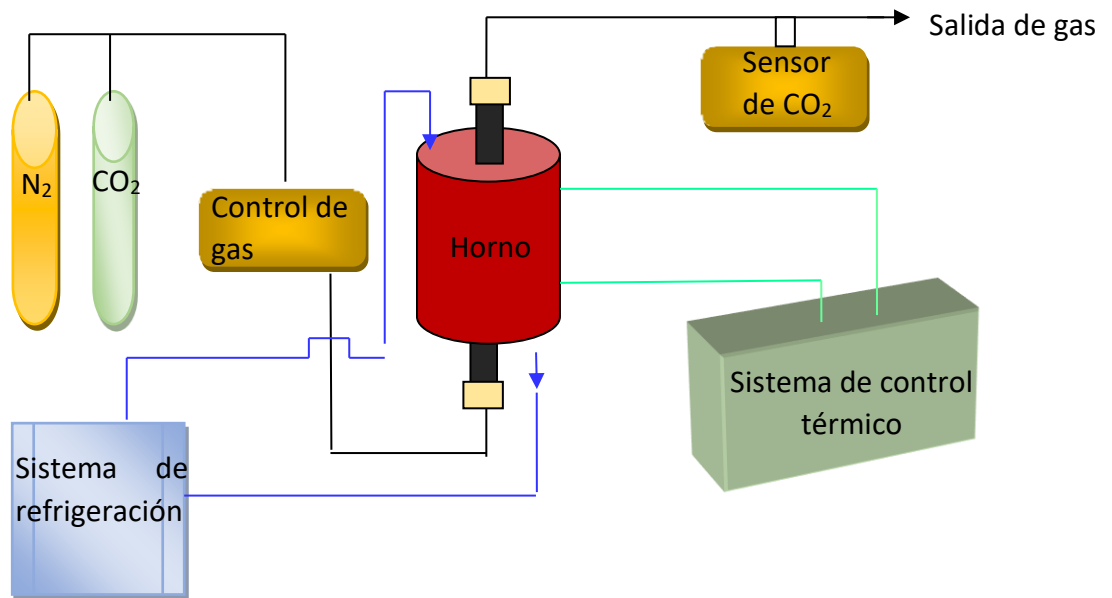 Salida de gas
Sensor
de CO₂
N₂
CO₂
Control de
gas
Horno
Sistema de control
térmico
Sistema de
refrigeración